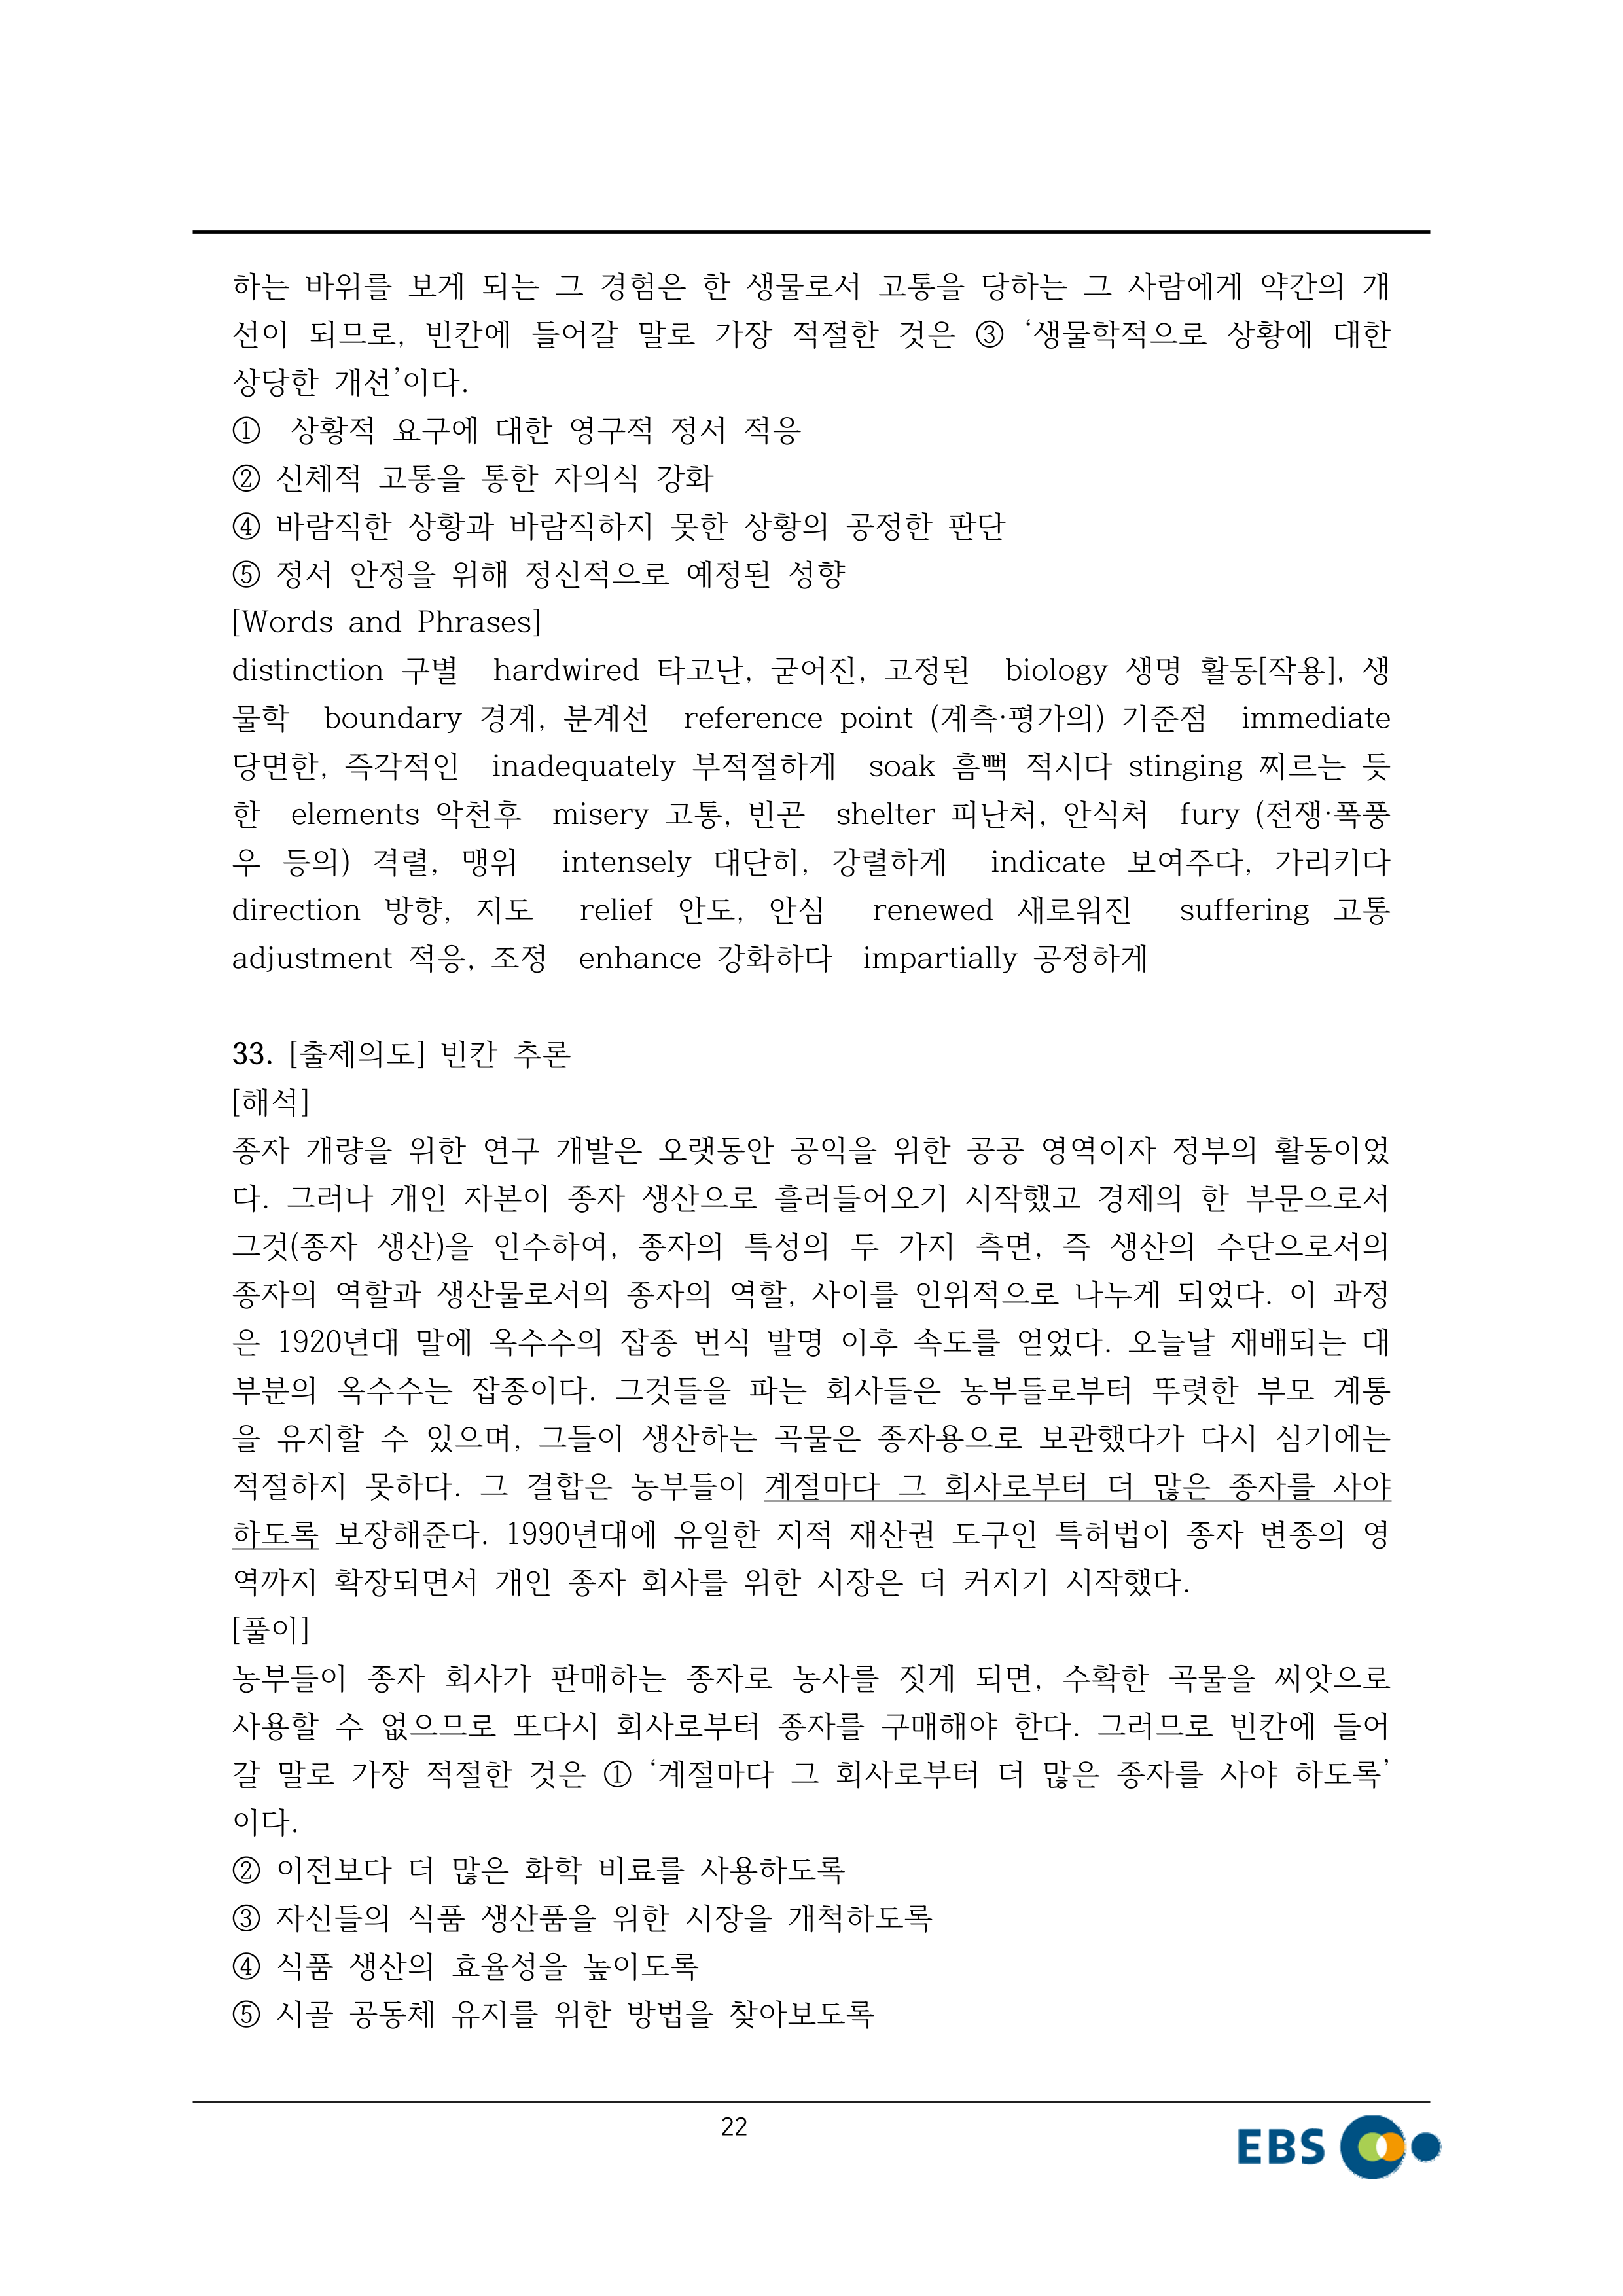 하는 바위를 보게 되는 그 경험은 한 생물로서 고통을 당하는 그 사람에게 약간의 개
선이 되므로, 빈칸에 들어갈 말로 가장 적절한 것은 ③ ‘생물학적으로 상황에 대한
상당한 개선’이다.
① 상황적 요구에 대한 영구적 정서 적응
② 신체적 고통을 통한 자의식 강화
④ 바람직한 상황과 바람직하지 못한 상황의 공정한 판단
⑤ 정서 안정을 위해 정신적으로 예정된 성향
[Words and Phrases]
distinction 구별 hardwired 타고난, 굳어진, 고정된 biology 생명 활동[작용], 생
물학 boundary 경계, 분계선 reference point (계측·평가의) 기준점 immediate
당면한, 즉각적인 inadequately 부적절하게 soak 흠뻑 적시다 stinging 찌르는 듯
한 elements 악천후 misery 고통, 빈곤 shelter 피난처, 안식처 fury (전쟁·폭풍
우 등의) 격렬, 맹위 intensely 대단히, 강렬하게 indicate 보여주다, 가리키다
direction 방향, 지도 relief 안도, 안심 renewed 새로워진 suffering 고통
adjustment 적응, 조정 enhance 강화하다 impartially 공정하게
33. [출제의도] 빈칸 추론
[해석]
종자 개량을 위한 연구 개발은 오랫동안 공익을 위한 공공 영역이자 정부의 활동이었
다. 그러나 개인 자본이 종자 생산으로 흘러들어오기 시작했고 경제의 한 부문으로서
그것(종자 생산)을 인수하여, 종자의 특성의 두 가지 측면, 즉 생산의 수단으로서의
종자의 역할과 생산물로서의 종자의 역할, 사이를 인위적으로 나누게 되었다. 이 과정
은 1920년대 말에 옥수수의 잡종 번식 발명 이후 속도를 얻었다. 오늘날 재배되는 대
부분의 옥수수는 잡종이다. 그것들을 파는 회사들은 농부들로부터 뚜렷한 부모 계통
을 유지할 수 있으며, 그들이 생산하는 곡물은 종자용으로 보관했다가 다시 심기에는
적절하지 못하다. 그 결합은 농부들이 계절마다 그 회사로부터 더 많은 종자를 사야
하도록 보장해준다. 1990년대에 유일한 지적 재산권 도구인 특허법이 종자 변종의 영
역까지 확장되면서 개인 종자 회사를 위한 시장은 더 커지기 시작했다.
[풀이]
농부들이 종자 회사가 판매하는 종자로 농사를 짓게 되면, 수확한 곡물을 씨앗으로
사용할 수 없으므로 또다시 회사로부터 종자를 구매해야 한다. 그러므로 빈칸에 들어
갈 말로 가장 적절한 것은 ① ‘계절마다 그 회사로부터 더 많은 종자를 사야 하도록’
이다.
② 이전보다 더 많은 화학 비료를 사용하도록
③ 자신들의 식품 생산품을 위한 시장을 개척하도록
④ 식품 생산의 효율성을 높이도록
⑤ 시골 공동체 유지를 위한 방법을 찾아보도록
22
EBS